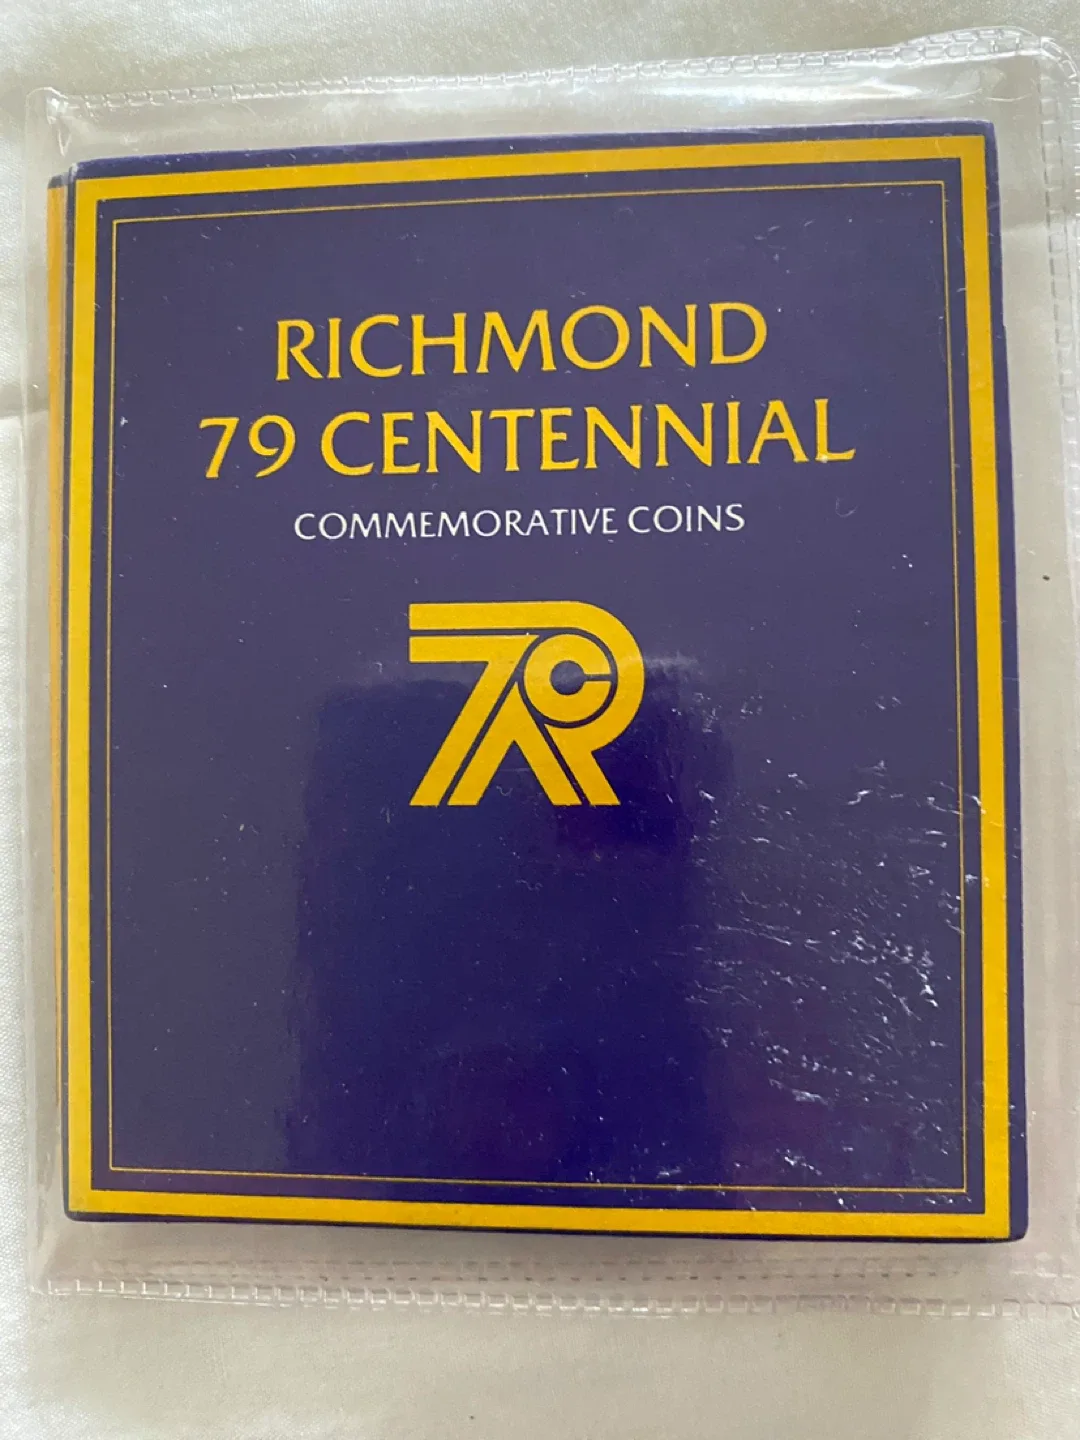 RICHMOND
79 CENTENNIAL
COMMEMORATIVE COINS